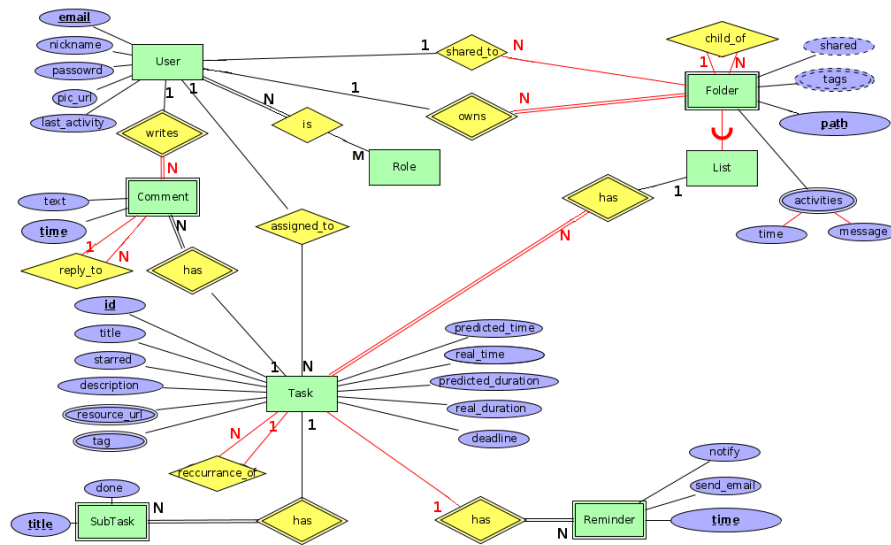 email
nickname
passowrd
pic_url
last_activity
User
1
1
1
N
1
shared_to
N
1
owns
N
child_of
1
N
shared
tags
Folder
path
writes
N
is
M
Role
List
1
has
N
activities
time
message
text
time
Comment
N
1
N
reply_to
has
assigned_to
id
title
starred
description
resource_url
tag
1
N
Task
1
predicted_time
real_time
predicted_duration
real_duration
deadline
N
1
reccurrance_of
done
title
SubTask
N
has
1
has
N
Reminder
notify
send_email
time